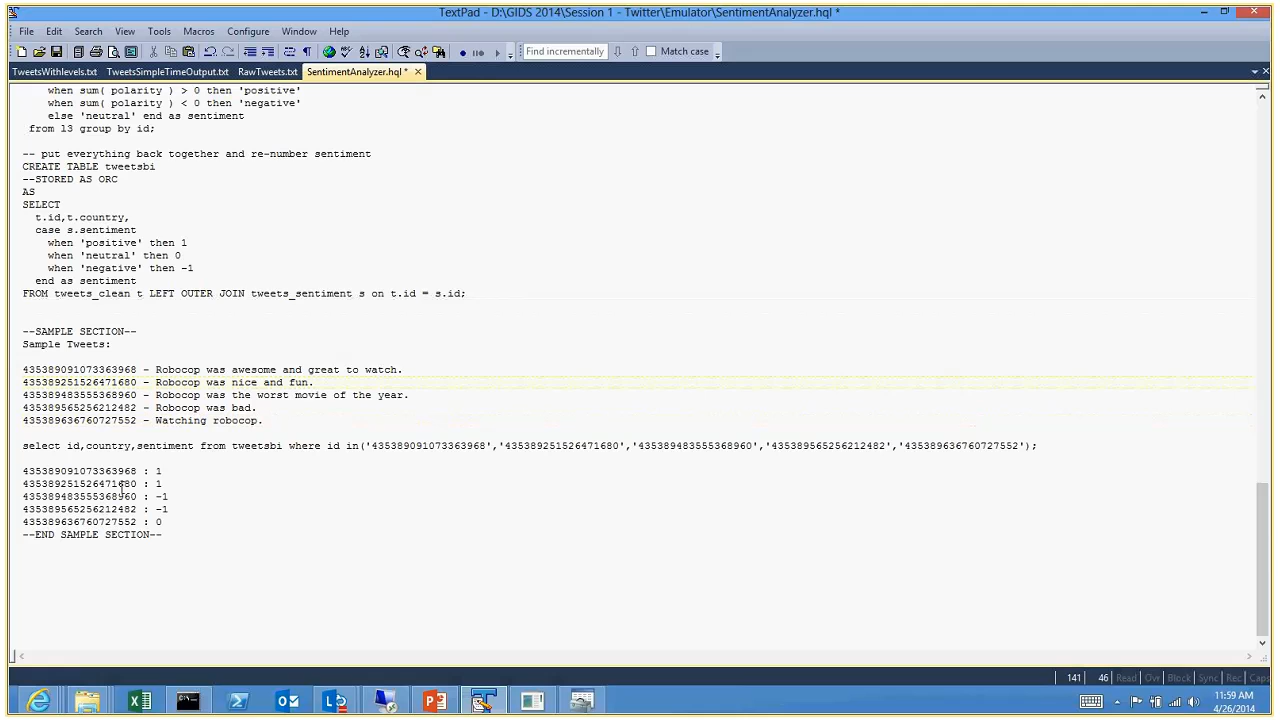 TextPad - D:\GIDS 2014\Session 1 - Twitter\Emulator\SentimentAnalyzer.hql *
File Edit Search View Tools Macros Configure Window Help
Find incrementally Match case
TweetsWithlevels.txt TweetsSimpleTimeOutput.txt RawTweets.txt SentimentAnalyzer.hql *
when sum( polarity ) > 0 then 'positive'
when sum( polarity ) < 0 then 'negative'
else 'neutral' end as sentiment
from l3 group by id;
-- put everything back together and re-number sentiment
CREATE TABLE tweetsbi
--STORED AS ORC
AS
SELECT
t.id,t.country,
case s.sentiment
when 'positive' then 1
when 'neutral' then 0
when 'negative' then -1
end as sentiment
FROM tweets_clean t LEFT OUTER JOIN tweets_sentiment s on t.id = s.id;
--SAMPLE SECTION--
Sample Tweets:
435389091073363968 - Robocop was awesome and great to watch.
435389251526471680 - Robocop was nice and fun.
435389483555368960 - Robocop was the worst movie of the year.
435389565256212482 - Robocop was bad.
435389636760727552 - Watching robocop.
select id,country,sentiment from tweetsbi where id in('435389091073363968','435389251526471680','435389483555368960','435389565256212482','435389636760727552');
435389091073363968 : 1
435389251526471680 : 1
435389483555368960 : -1
435389565256212482 : -1
435389636760727552 : 0
--END SAMPLE SECTION--
141 46 Read Ovr Block Sync Rec Caps
11:59 AM
4/26/2014